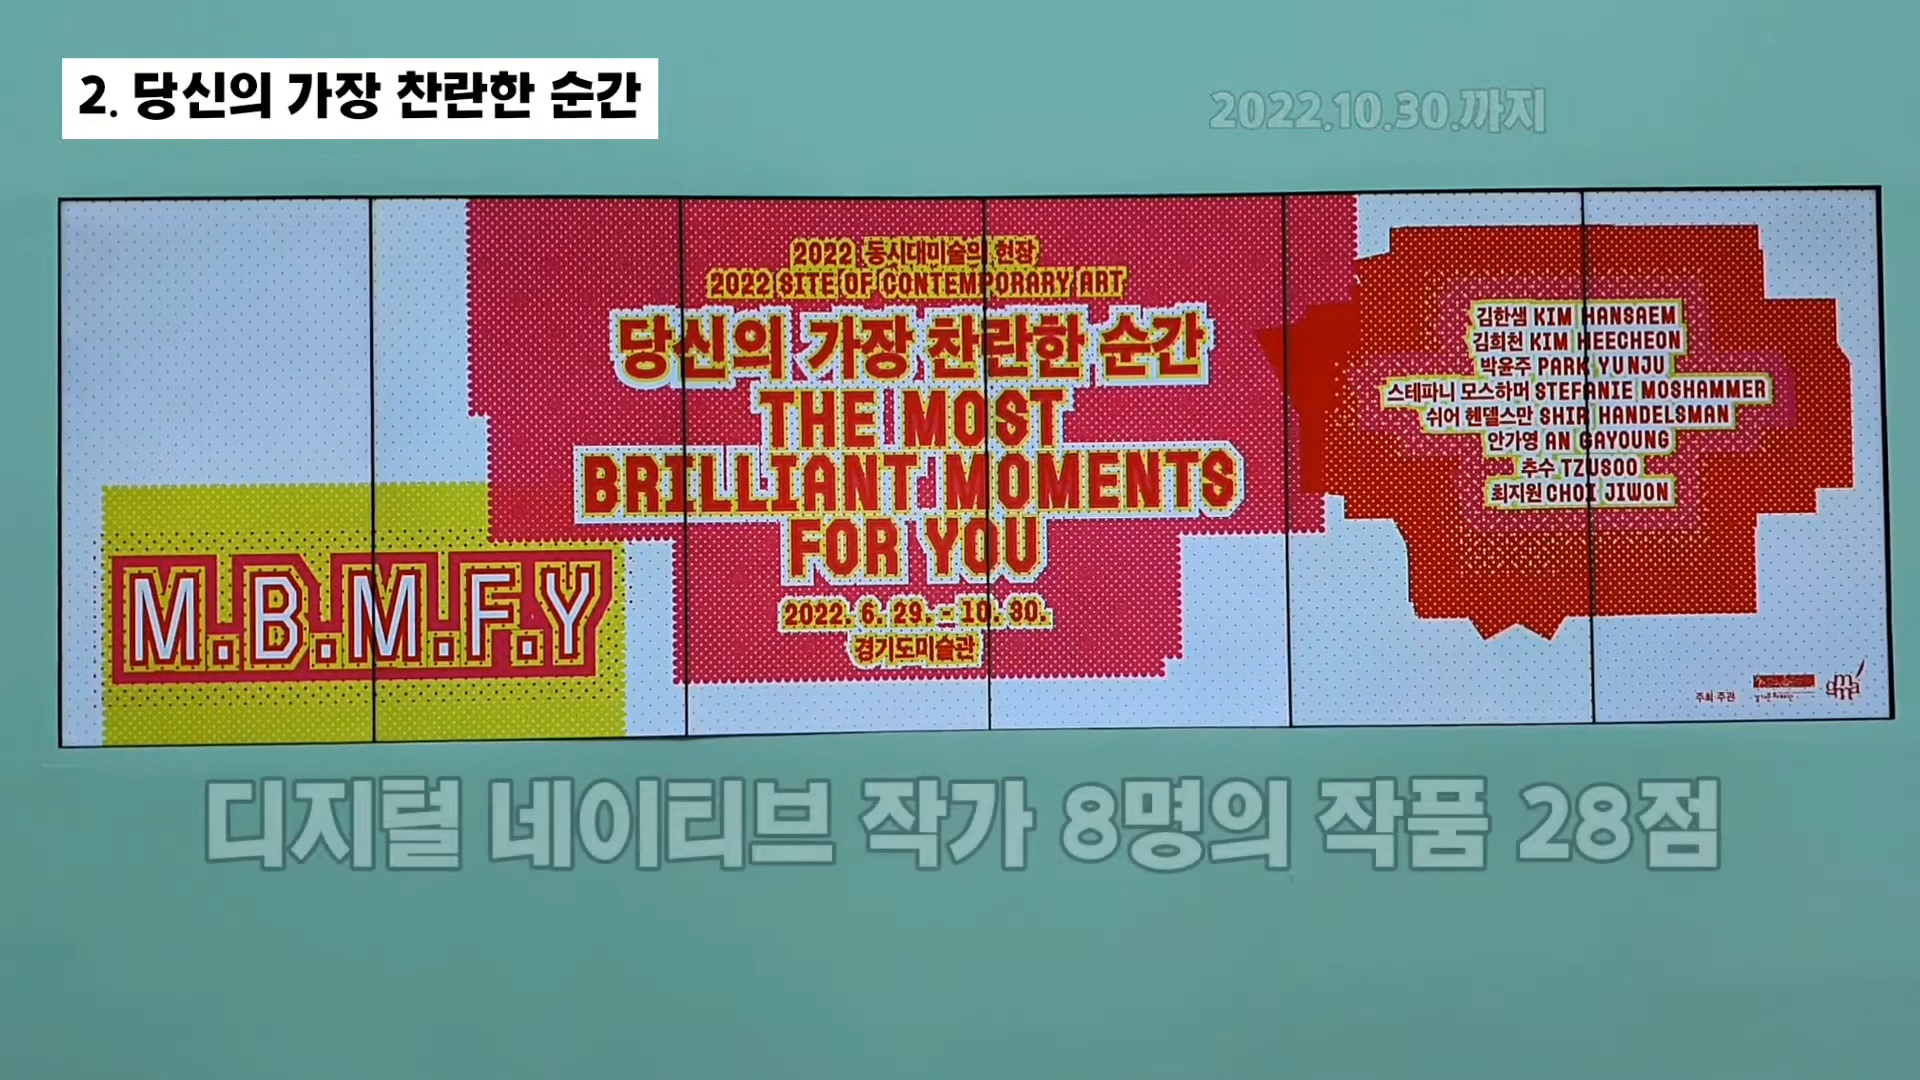 2. 당신의 가장 찬란한 순간
2022.10.30.까지
2022 동시대미술의 현장
2022 SITE OF CONTEMPORARY ART
당신의 가장 찬란한 순간
THE MOST
BRILLIANT MOMENTS
FOR YOU
2022. 6. 29. - 10. 30.
경기도미술관
M.B.M.F.Y
김한샘 KIM HANSAEM
김희천 KIM HEECHEON
박윤주 PARK YUNJU
스테파니 모스하머 STEFANIE MOSHAMMER
쉬어 헨델스만 SHIR HANDELSMAN
안가영 AN GAYOUNG
추수 TZUSOO
최지원 CHOI JIWON
주최 주관
gmoma
디지털 네이티브 작가 8명의 작품 28점